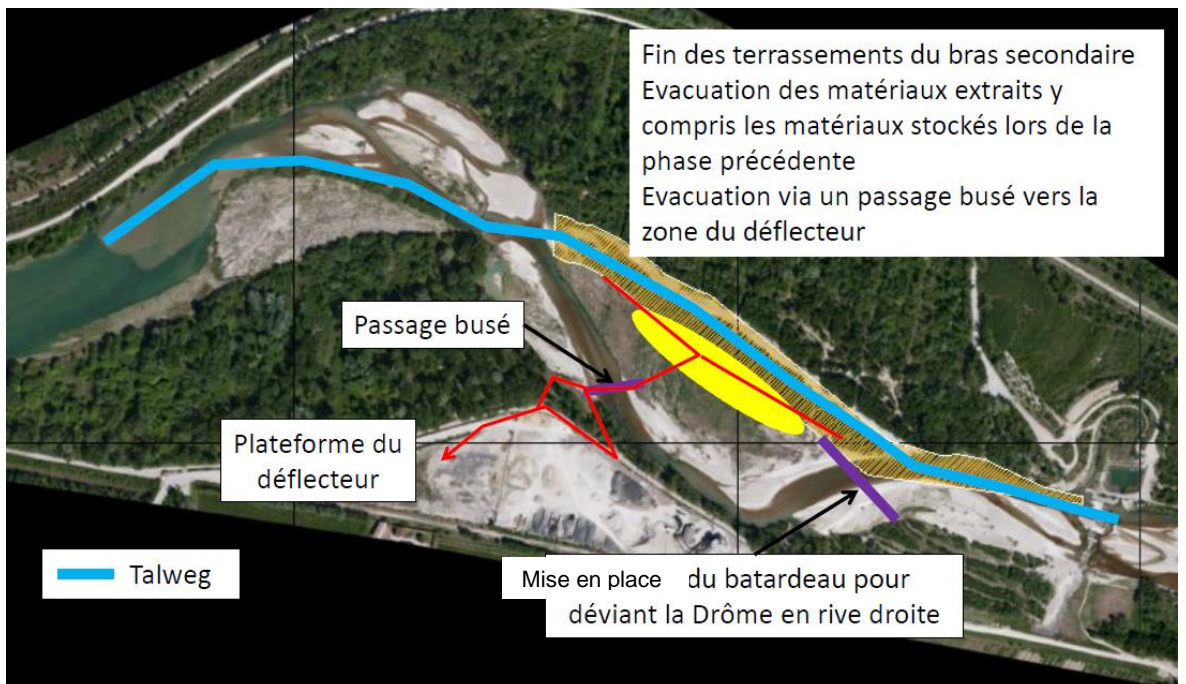 Fin des terrassements du bras secondaire
Evacuation des matériaux extraits y
compris les matériaux stockés lors de la
phase précédente
Evacuation via un passage busé vers la
zone du déflecteur
Passage busé
Plateforme du
déflecteur
Talweg
Mise en place du batardeau pour
déviant la Drôme en rive droite